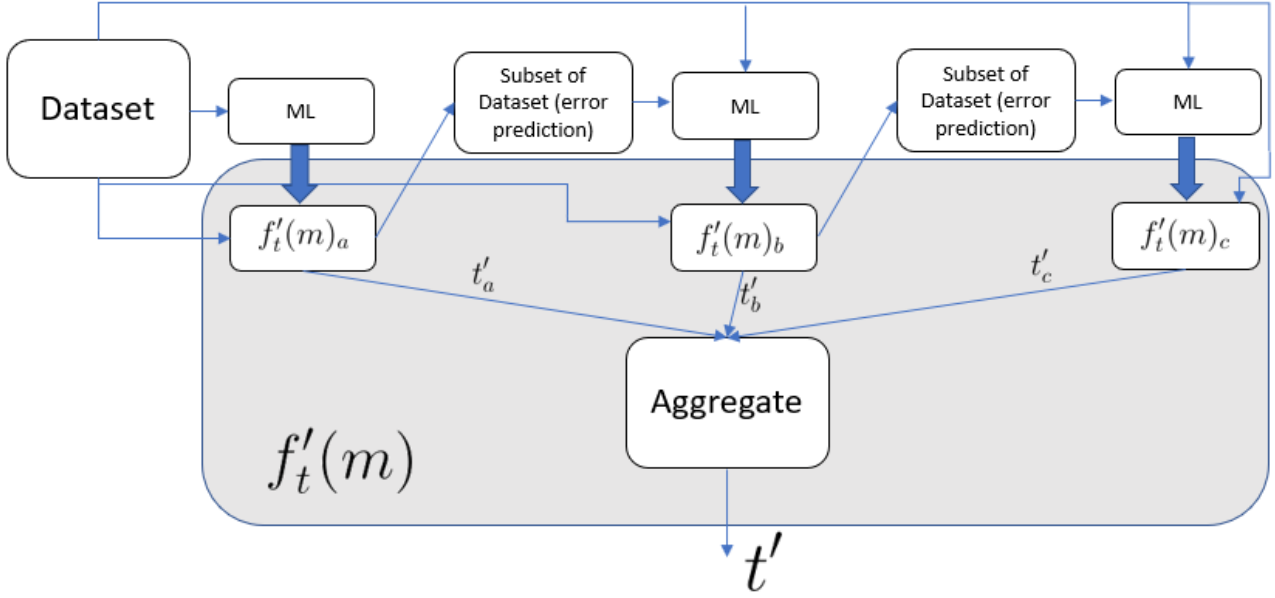 Dataset
ML
Subset of
Dataset (error
prediction)
ML
Subset of
Dataset (error
prediction)
ML
f′_t(m)_a
f′_t(m)_b
f′_t(m)_c
t′_a
t′_b
t′_c
Aggregate
f′_t(m)
t′